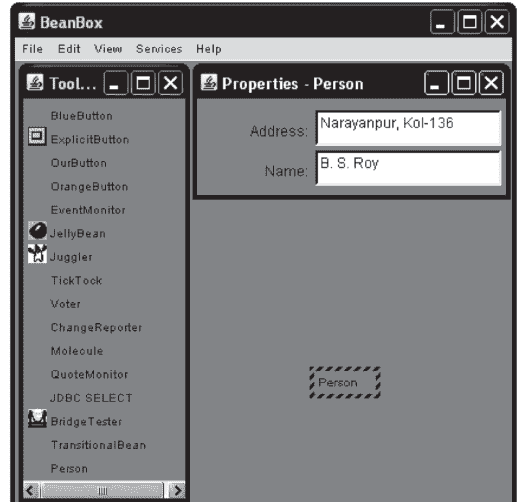 BeanBox
File Edit View Services Help
Tool...
BlueButton
ExplicitButton
OurButton
OrangeButton
EventMonitor
JellyBean
Juggler
TickTock
Voter
ChangeReporter
Molecule
QuoteMonitor
JDBC SELECT
BridgeTester
TransitionalBean
Person
Properties - Person
Address: Narayanpur, Kol-136
Name: B. S. Roy
Person